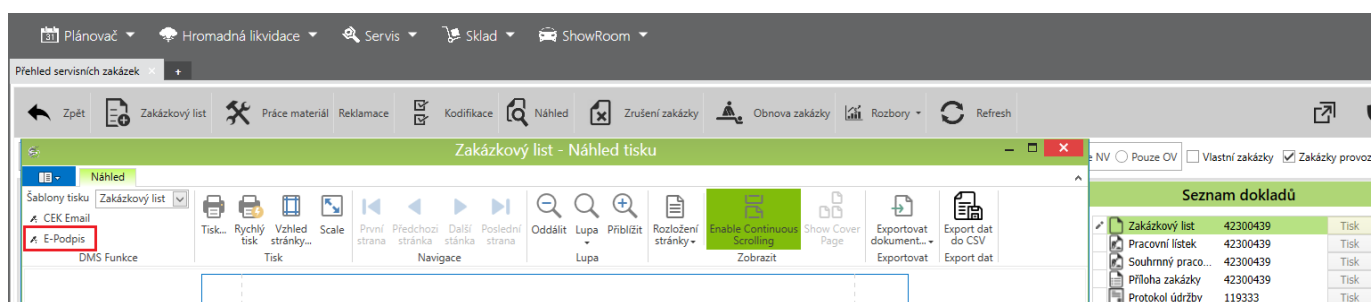 31 Plánovač Hromadná likvidace Servis Sklad ShowRoom
Přehled servisních zakázek × +
Zpět Zakázkový list Práce materiál Reklamace Kodifikace Náhled Zrušení zakázky Obnova zakázky Rozbory Refresh
Zakázkový list - Náhled tisku
NV Pouze OV Vlastní zakázky Zakázky provoz
Náhled
Šablony tisku Zakázkový list
CEK Email
E-Podpis
DMS Funkce
Tisk... Rychlý tisk Vzhled stránky... Scale
Tisk
První strana Předchozí stránka Další stánka Poslední strana
Navigace
Oddálit Lupa Přiblížit
Lupa
Rozložení stránky Enable Continuous Scrolling Show Cover Page
Zobrazit
Exportovat dokument...
Exportovat
Export dat do CSV
Export dat
Seznam dokladů
Zakázkový list 42300439 Tisk
Pracovní lístek 42300439 Tisk
Souhrnný praco... 42300439 Tisk
Příloha zakázky 42300439 Tisk
Protokol údržby 119333 Tisk